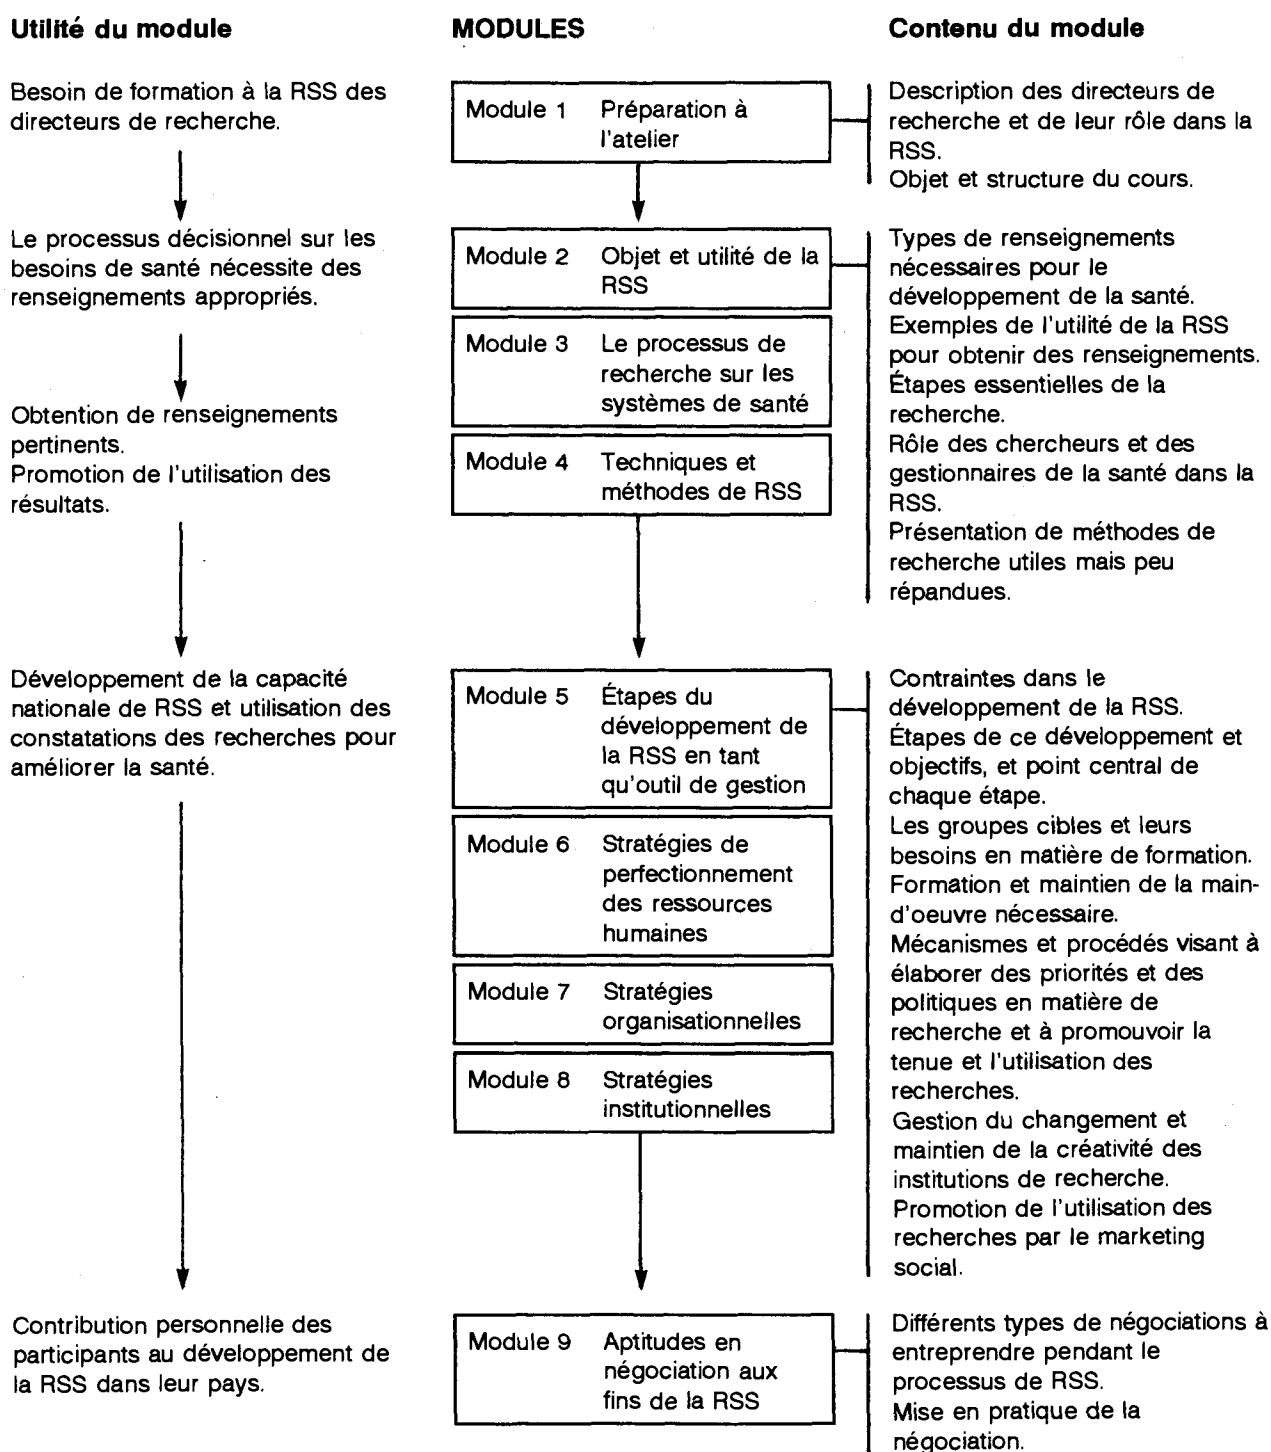 Utilité du module
MODULES
Contenu du module
Besoin de formation à la RSS des
directeurs de recherche.
Module 1 Préparation à
l'atelier
Description des directeurs de
recherche et de leur rôle dans la
RSS.
Objet et structure du cours.
Le processus décisionnel sur les
besoins de santé nécessite des
renseignements appropriés.
Obtention de renseignements
pertinents.
Promotion de l'utilisation des
résultats.
Module 2 Objet et utilité de la
RSS
Module 3 Le processus de
recherche sur les
systèmes de santé
Module 4 Techniques et
méthodes de RSS
Types de renseignements
nécessaires pour le
développement de la santé.
Exemples de l'utilité de la RSS
pour obtenir des renseignements.
Étapes essentielles de la
recherche.
Rôle des chercheurs et des
gestionnaires de la santé dans la
RSS.
Présentation de méthodes de
recherche utiles mais peu
répandues.
Développement de la capacité
nationale de RSS et utilisation des
constatations des recherches pour
améliorer la santé.
Module 5 Étapes du
développement de
la RSS en tant
qu'outil de gestion
Module 6 Stratégies de
perfectionnement
des ressources
humaines
Module 7 Stratégies
organisationnelles
Module 8 Stratégies
institutionnelles
Contraintes dans le
développement de la RSS.
Étapes de ce développement et
objectifs, et point central de
chaque étape.
Les groupes cibles et leurs
besoins en matière de formation.
Formation et maintien de la main-
d'oeuvre nécessaire.
Mécanismes et procédés visant à
élaborer des priorités et des
politiques en matière de
recherche et à promouvoir la
tenue et l'utilisation des
recherches.
Gestion du changement et
maintien de la créativité des
institutions de recherche.
Promotion de l'utilisation des
recherches par le marketing
social.
Contribution personnelle des
participants au développement de
la RSS dans leur pays.
Module 9 Aptitudes en
négociation aux
fins de la RSS
Différents types de négociations à
entreprendre pendant le
processus de RSS.
Mise en pratique de la
négociation.